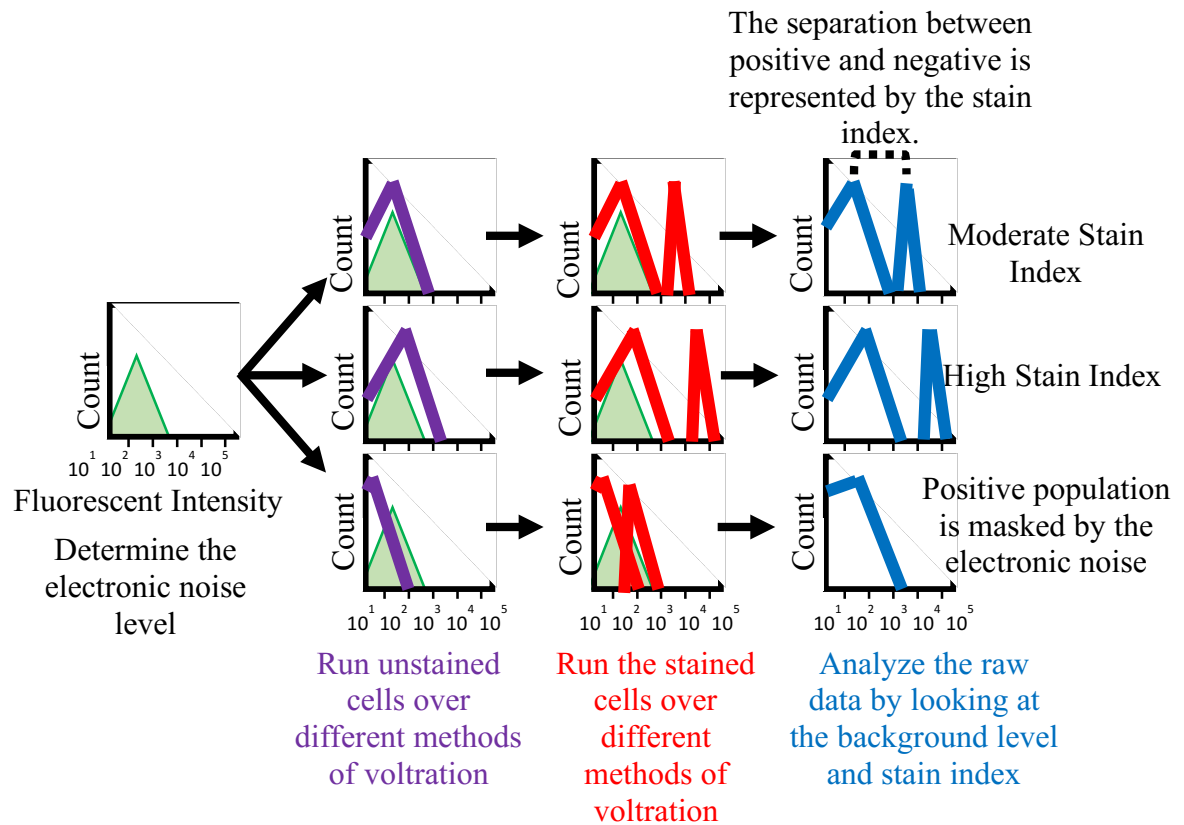 The separation between
positive and negative is
represented by the stain
index.
Count
Count
Count
Moderate Stain
Index
Count
10^1 10^2 10^3 10^4 10^5
Fluorescent Intensity
Determine the
electronic noise
level
Count
Count
Count
High Stain Index
Count
Count
Count
Positive population
is masked by the
electronic noise
10^1 10^2 10^3 10^4 10^5
10^1 10^2 10^3 10^4 10^5
10^1 10^2 10^3 10^4 10^5
Run unstained
cells over
different methods
of voltration
Run the stained
cells over
different
methods of
voltration
Analyze the raw
data by looking at
the background level
and stain index